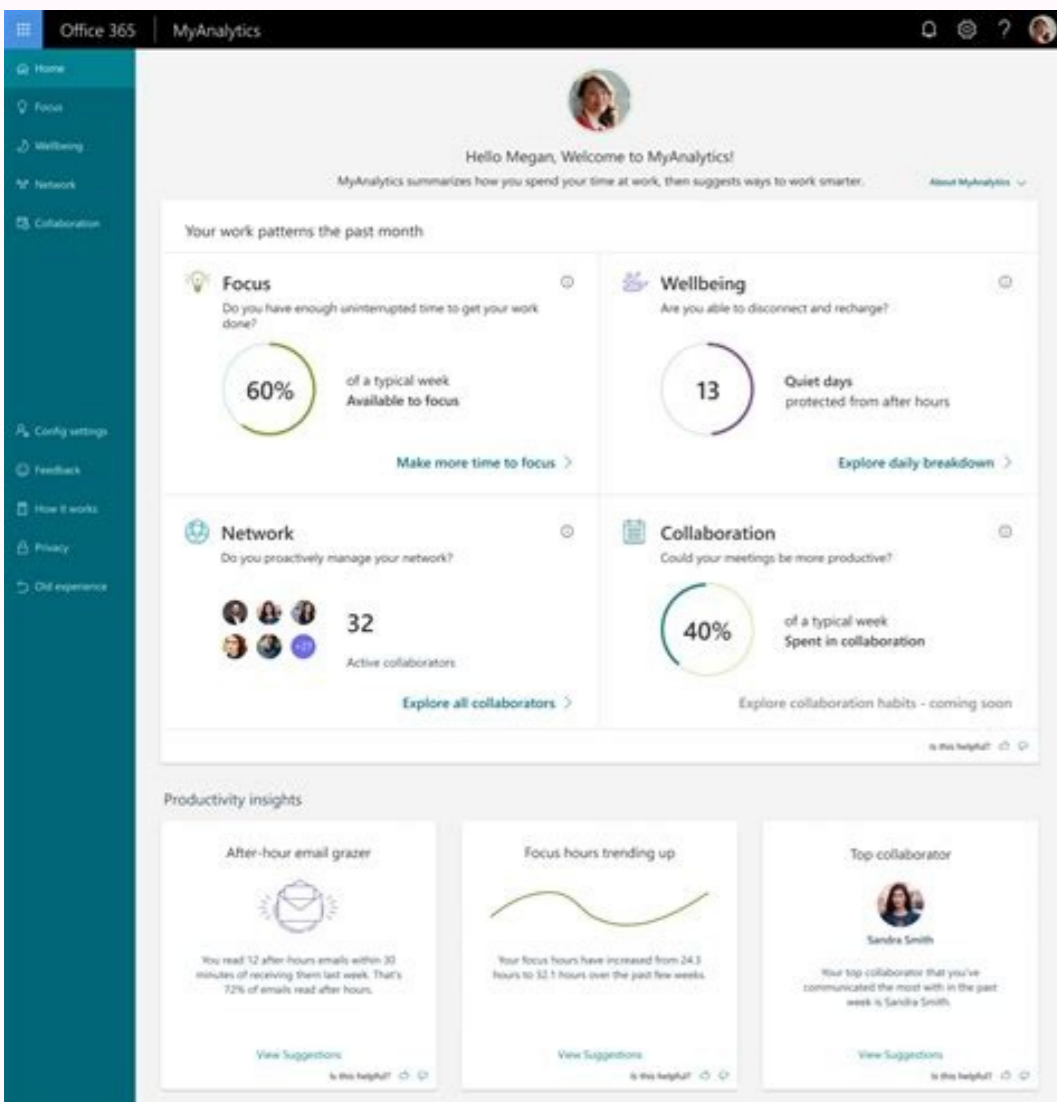 Office 365 MyAnalytics ?
Home
Focus
Wellbeing
Network
Collaboration
Config settings
Feedback
How it works
Privacy
Old experience
Hello Megan, Welcome to MyAnalytics!
MyAnalytics summarizes how you spend your time at work, then suggests ways to work smarter.
About MyAnalytics
Your work patterns the past month
Focus
Do you have enough uninterrupted time to get your work
done?
60%
of a typical week
Available to focus
Make more time to focus >
Wellbeing
Are you able to disconnect and recharge?
13
Quiet days
protected from after hours
Explore daily breakdown >
Network
Do you proactively manage your network?
32
Active collaborators
Explore all collaborators >
Collaboration
Could your meetings be more productive?
40%
of a typical week
Spent in collaboration
Explore collaboration habits - coming soon
Is this helpful?
Productivity insights
After-hour email grazer
You read 12 after hours emails within 30
minutes of receiving them last week. That's
72% of emails read after hours.
View Suggestions
Is this helpful?
Focus hours trending up
Your focus hours have increased from 24.3
hours to 32.1 hours over the past few weeks.
View Suggestions
Is this helpful?
Top collaborator
Sandra Smith
Your top collaborator that you've
communicated the most with in the past
week is Sandra Smith.
View Suggestions
Is this helpful?